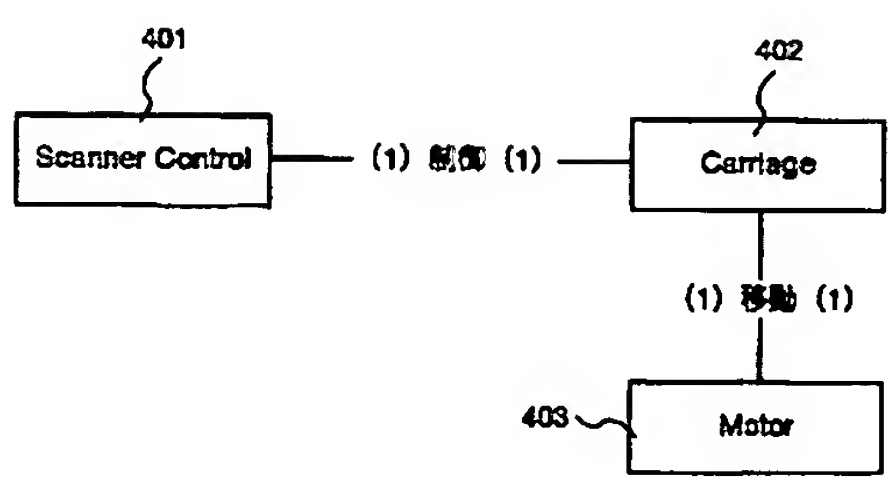 401
402
Scanner Control
(1) 制御 (1)
Carriage
(1) 移動 (1)
403
Motor